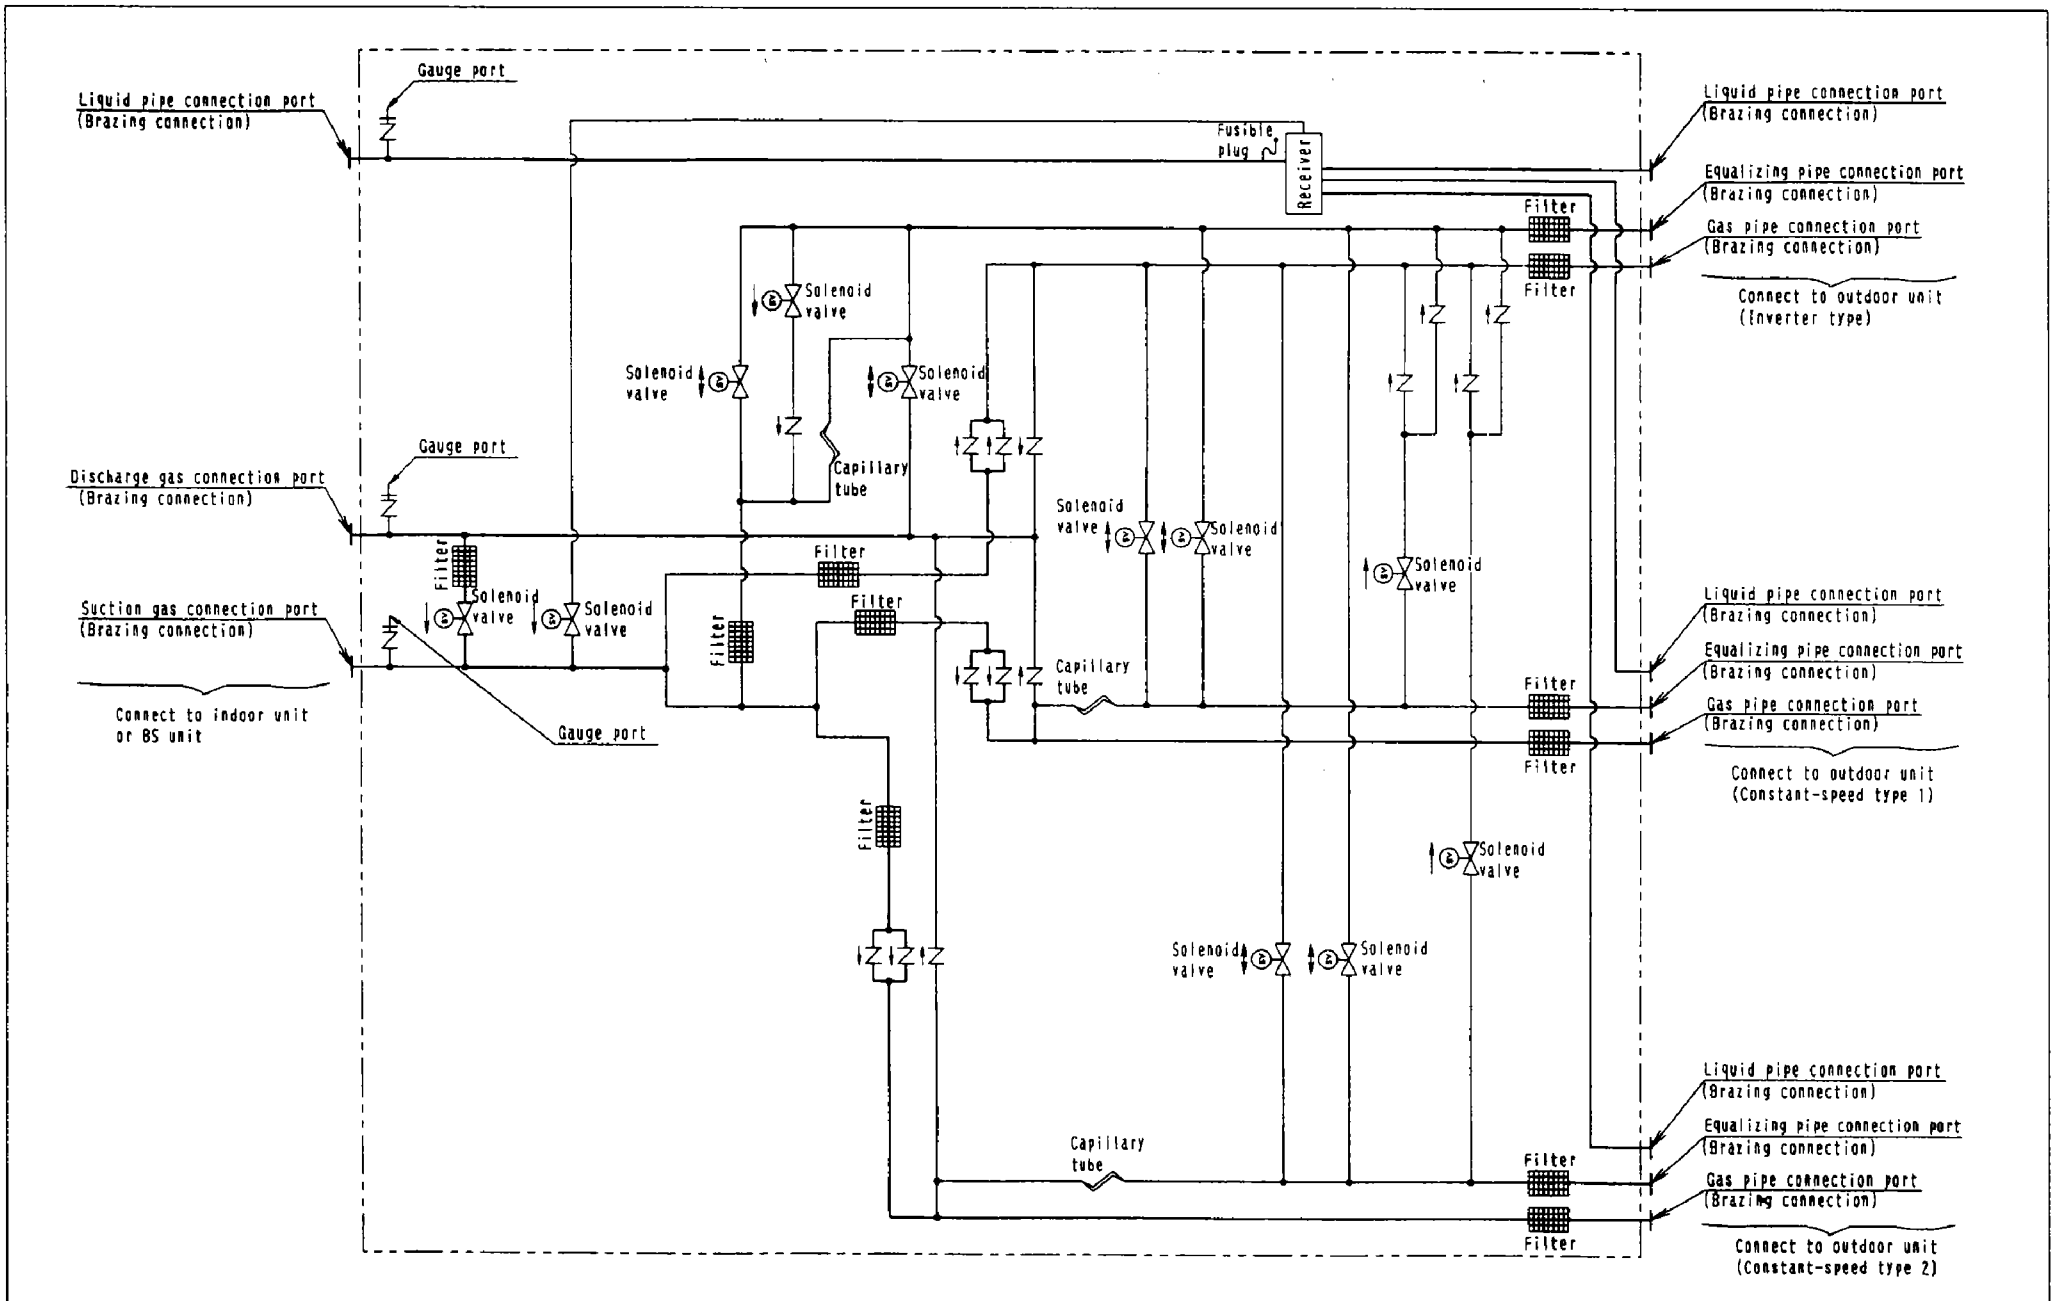 Gauge port
Liquid pipe connection port
(Brazing connection)
Fusible
plug
Receiver
Liquid pipe connection port
(Brazing connection)
Equalizing pipe connection port
(Brazing connection)
Filter
Gas pipe connection port
(Brazing connection)
Filter
Connect to outdoor unit
(Inverter type)
Solenoid
valve
Solenoid
valve
Solenoid
valve
Gauge port
Capillary
tube
Discharge gas connection port
(Brazing connection)
Solenoid
valve
Solenoid
valve
Filter
Filter
Solenoid
valve
Suction gas connection port
(Brazing connection)
Solenoid
valve
Solenoid
valve
Filter
Filter
Liquid pipe connection port
(Brazing connection)
Equalizing pipe connection port
(Brazing connection)
Capillary
tube
Filter
Gas pipe connection port
(Brazing connection)
Connect to indoor unit
or BS unit
Gauge port
Filter
Connect to outdoor unit
(Constant-speed type 1)
Filter
Solenoid
valve
Solenoid
valve
Solenoid
valve
Liquid pipe connection port
(Brazing connection)
Equalizing pipe connection port
(Brazing connection)
Capillary
tube
Filter
Gas pipe connection port
(Brazing connection)
Filter
Connect to outdoor unit
(Constant-speed type 2)